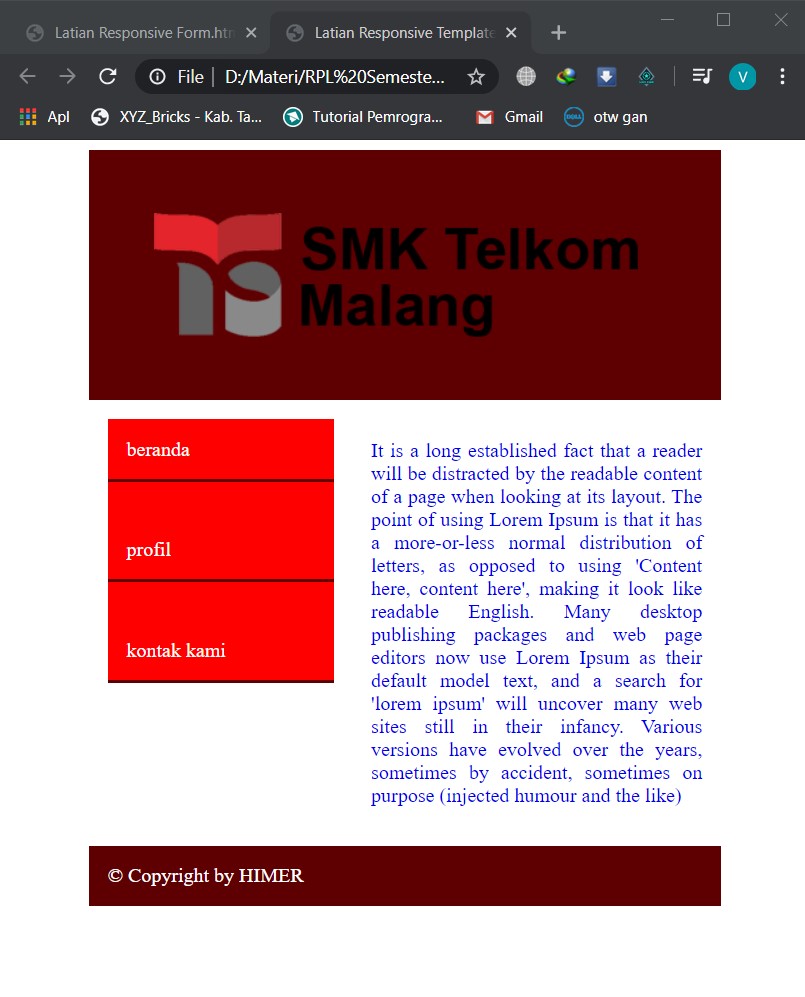 Latian Responsive Form.htm
Latian Responsive Template
File
D:/Materi/RPL%20Semeste...
V
Apl
XYZ_Bricks - Kab. Ta...
Tutorial Pemrogra...
Gmail
DELL
otw gan
SMK Telkom
Malang
beranda
profil
kontak kami
It is a long established fact that a reader
will be distracted by the readable content
of a page when looking at its layout. The
point of using Lorem Ipsum is that it has
a more-or-less normal distribution of
letters, as opposed to using 'Content
here, content here', making it look like
readable English. Many desktop
publishing packages and web page
editors now use Lorem Ipsum as their
default model text, and a search for
'lorem ipsum' will uncover many web
sites still in their infancy. Various
versions have evolved over the years,
sometimes by accident, sometimes on
purpose (injected humour and the like)
© Copyright by HIMER